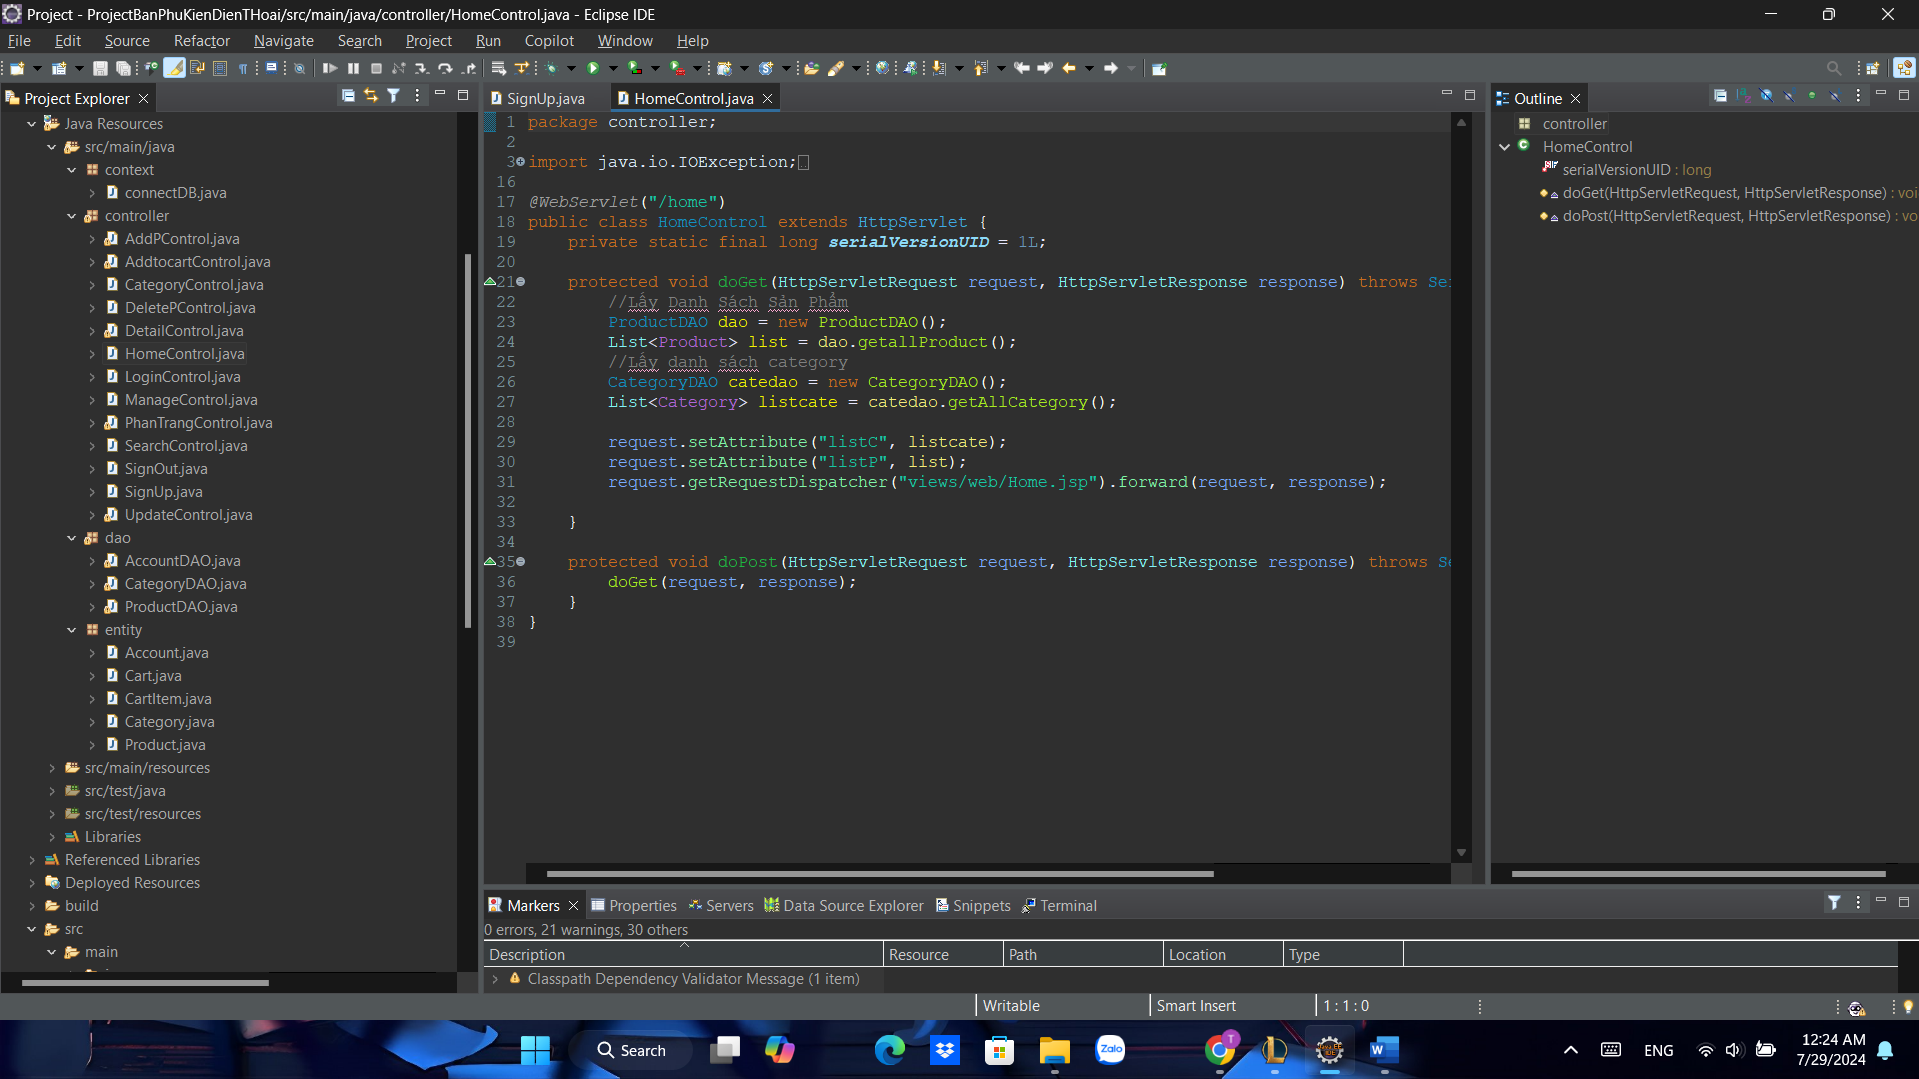 Project - ProjectBanPhuKienDienTHoai/src/main/java/controller/HomeControl.java - Eclipse IDE
File Edit Source Refactor Navigate Search Project Run Copilot Window Help
Project Explorer
Java Resources
src/main/java
context
connectDB.java
controller
AddPControl.java
AddtocartControl.java
CategoryControl.java
DeletePControl.java
DetailControl.java
HomeControl.java
LoginControl.java
ManageControl.java
PhanTrangControl.java
SearchControl.java
SignOut.java
SignUp.java
UpdateControl.java
dao
AccountDAO.java
CategoryDAO.java
ProductDAO.java
entity
Account.java
Cart.java
CartItem.java
Category.java
Product.java
src/main/resources
src/test/java
src/test/resources
Libraries
Referenced Libraries
Deployed Resources
build
src
main
SignUp.java HomeControl.java
1 package controller;
2
3 import java.io.IOException;
16
17 @WebServlet("/home")
18 public class HomeControl extends HttpServlet {
19 private static final long serialVersionUID = 1L;
20
21 protected void doGet(HttpServletRequest request, HttpServletResponse response) throws Se
22 //Lấy Danh Sách Sản Phẩm
23 ProductDAO dao = new ProductDAO();
24 List<Product> list = dao.getallProduct();
25 //Lấy danh sách category
26 CategoryDAO catedao = new CategoryDAO();
27 List<Category> listcate = catedao.getAllCategory();
28
29 request.setAttribute("listC", listcate);
30 request.setAttribute("listP", list);
31 request.getRequestDispatcher("views/web/Home.jsp").forward(request, response);
32
33 }
34
35 protected void doPost(HttpServletRequest request, HttpServletResponse response) throws S
36 doGet(request, response);
37 }
38 }
39
Outline
controller
HomeControl
serialVersionUID : long
doGet(HttpServletRequest, HttpServletResponse) : voi
doPost(HttpServletRequest, HttpServletResponse) : vo
Markers Properties Servers Data Source Explorer Snippets Terminal
0 errors, 21 warnings, 30 others
Description Resource Path Location Type
Classpath Dependency Validator Message (1 item)
Writable Smart Insert 1 : 1 : 0
Search Zalo T ENG 12:24 AM
7/29/2024